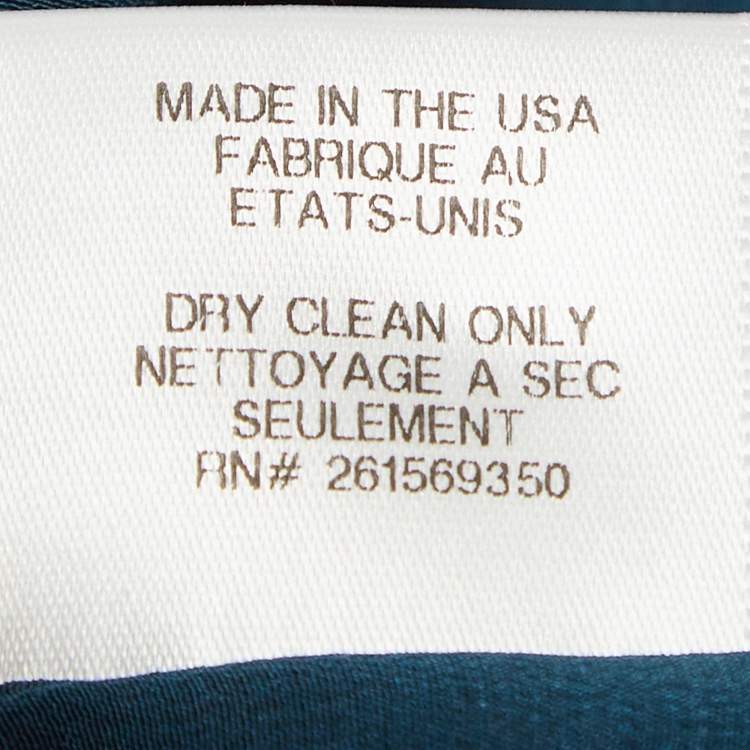 MADE IN THE USA
FABRIQUE AU
ETATS-UNIS
DRY CLEAN ONLY
NETTOYAGE A SEC
SEULEMENT
RN# 261569350